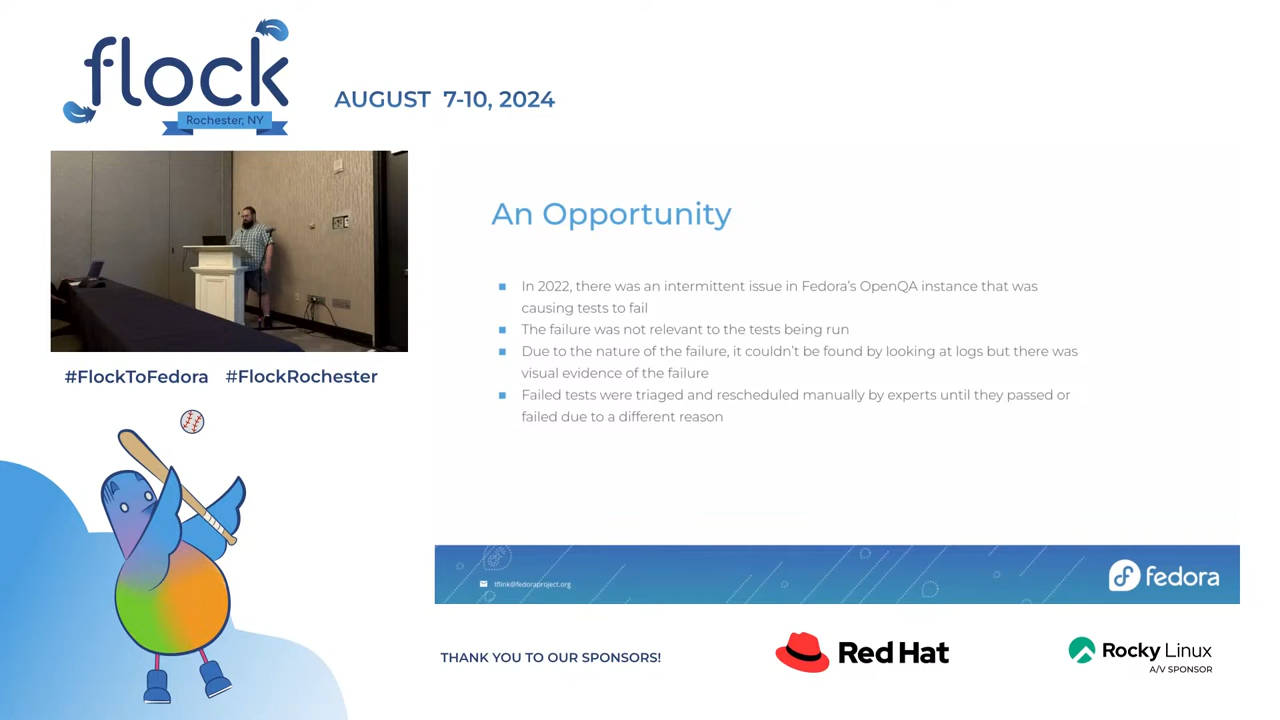 flock
Rochester, NY
AUGUST 7-10, 2024
An Opportunity
In 2022, there was an intermittent issue in Fedora's OpenQA instance that was
causing tests to fail
The failure was not relevant to the tests being run
Due to the nature of the failure, it couldn't be found by looking at logs but there was
visual evidence of the failure
Failed tests were triaged and rescheduled manually by experts until they passed or
failed due to a different reason
tflink@fedoraproject.org
fedora
#FlockToFedora #FlockRochester
THANK YOU TO OUR SPONSORS!
Red Hat
Rocky Linux
A/V SPONSOR